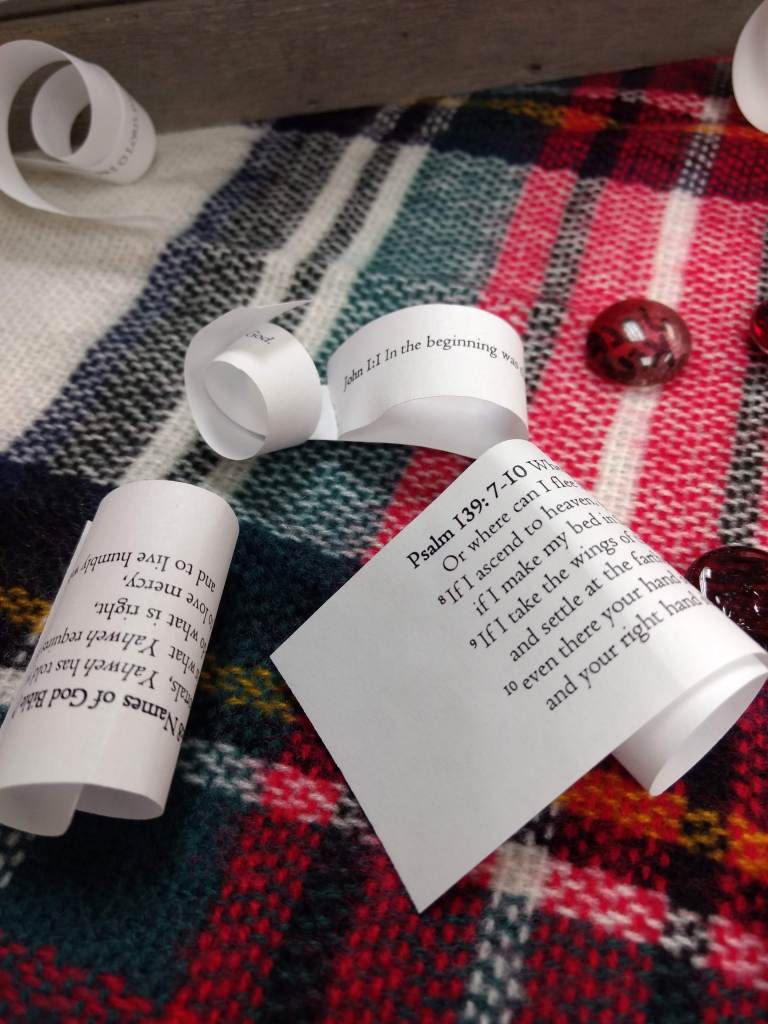 God.
John 1:1 In the beginning was
Psalm 139: 7-10
Or where can I flee
⁸ If I ascend to heaven,
if I make my bed in
⁹ If I take the wings of
and settle at the
even there your hand
¹⁰
and your right hand
Names of God Bible
Yahweh has told
what Yahweh requires
what is right,
love mercy,
and to live humbly